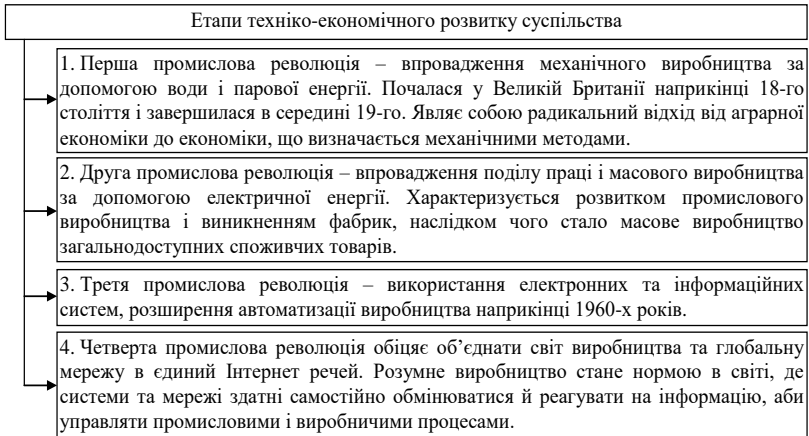 Етапи техніко-економічного розвитку суспільства
1. Перша промислова революція – впровадження механічного виробництва за
допомогою води і парової енергії. Почалася у Великій Британії наприкінці 18-го
століття і завершилася в середині 19-го. Являє собою радикальний відхід від аграрної
економіки до економіки, що визначається механічними методами.
2. Друга промислова революція – впровадження поділу праці і масового виробництва
за допомогою електричної енергії. Характеризується розвитком промислового
виробництва і виникненням фабрик, наслідком чого стало масове виробництво
загальнодоступних споживчих товарів.
3. Третя промислова революція – використання електронних та інформаційних
систем, розширення автоматизації виробництва наприкінці 1960-х років.
4. Четверта промислова революція обіцяє об’єднати світ виробництва та глобальну
мережу в єдиний Інтернет речей. Розумне виробництво стане нормою в світі, де
системи та мережі здатні самостійно обмінюватися й реагувати на інформацію, аби
управляти промисловими і виробничими процесами.